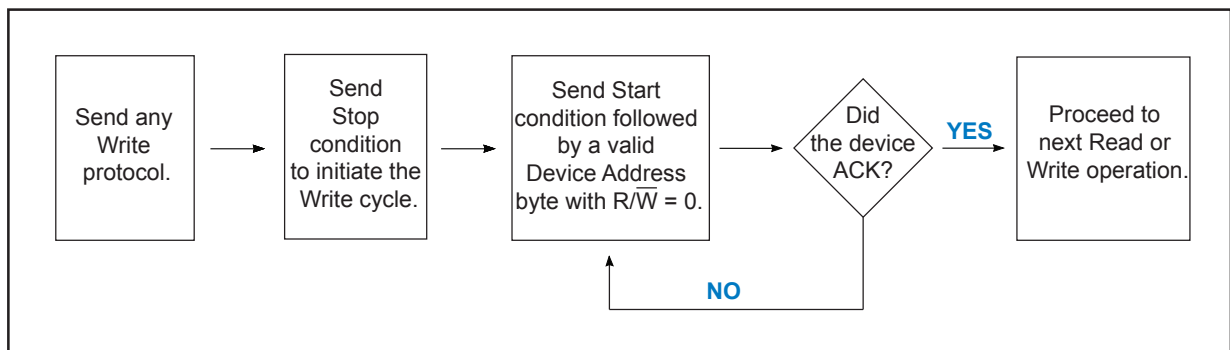 Send any
Write
protocol.
Send
Stop
condition
to initiate the
Write cycle.
Send Start
condition followed
by a valid
Device Address
byte with R/W̅ = 0.
Did
the device
ACK?
YES
Proceed to
next Read or
Write operation.
NO